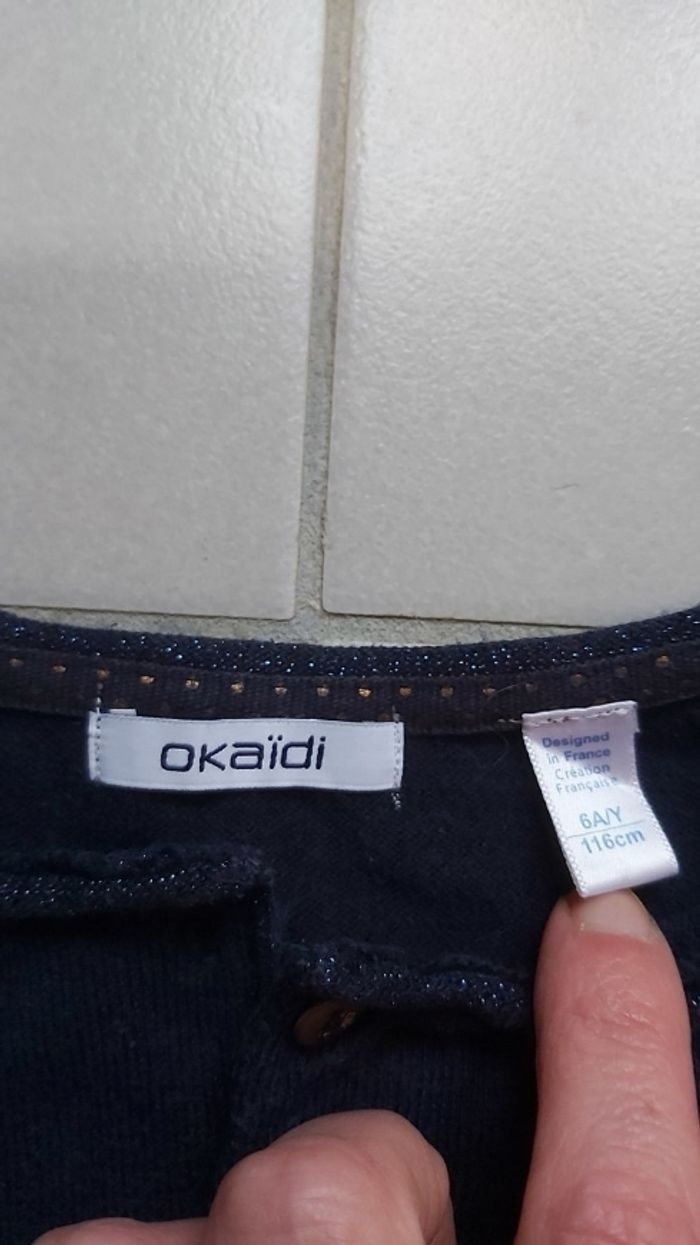 okaïdi
Designed
in France
Création
Française
6A/Y
116cm